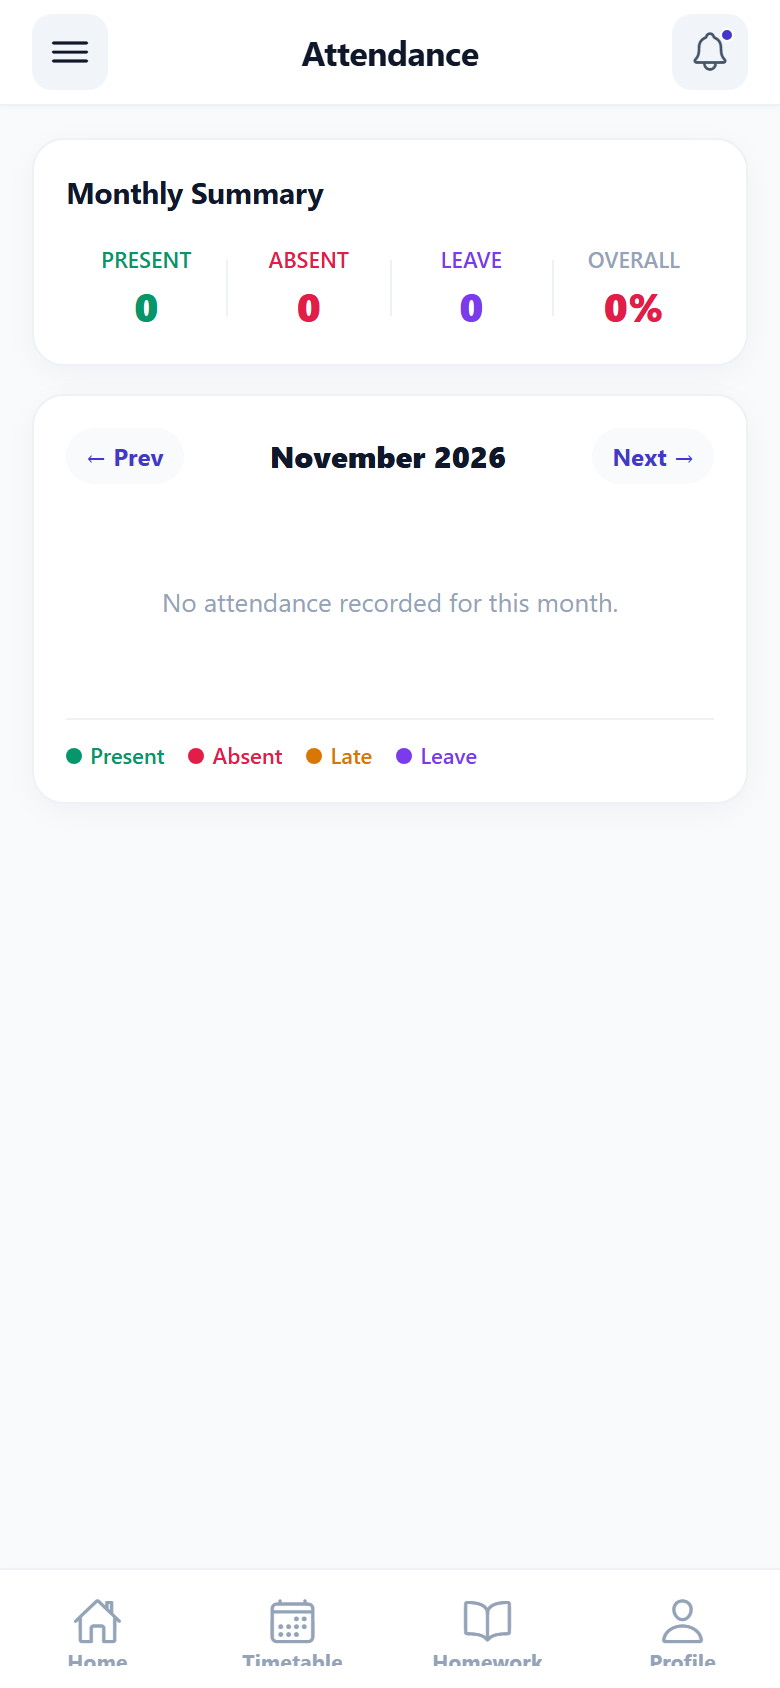 Attendance
Monthly Summary
PRESENT ABSENT LEAVE OVERALL
0 0 0 0%
← Prev November 2026 Next →
No attendance recorded for this month.
Present Absent Late Leave
Home Timetable Homework Profile